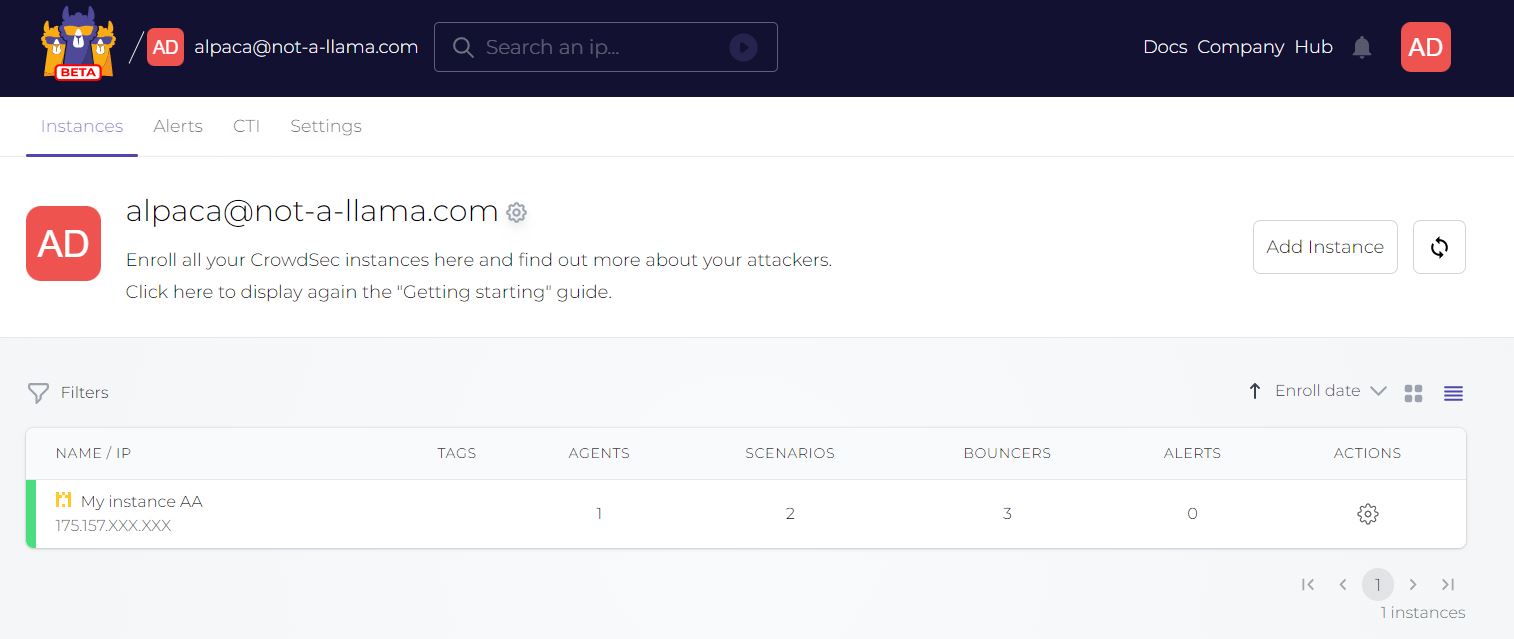 BETA
AD alpaca@not-a-llama.com Search an ip... Docs Company Hub AD
Instances Alerts CTI Settings
AD
alpaca@not-a-llama.com
Enroll all your CrowdSec instances here and find out more about your attackers.
Click here to display again the "Getting starting" guide.
Add Instance
Filters
Enroll date
NAME / IP TAGS AGENTS SCENARIOS BOUNCERS ALERTS ACTIONS
My instance AA
175.157.XXX.XXX
1 2 3 0
1
1 instances